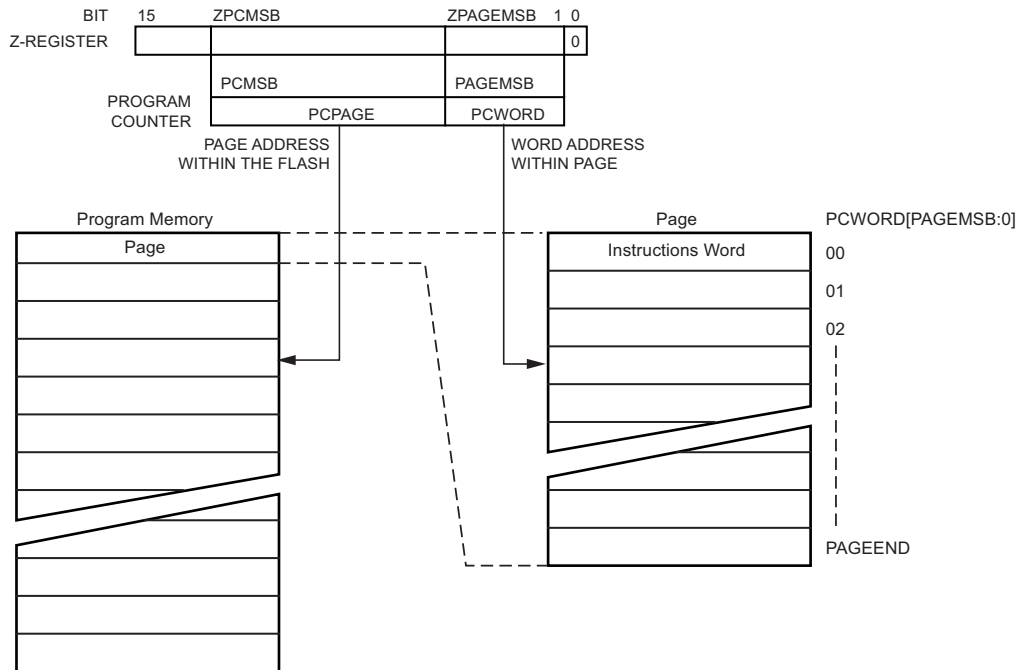 BIT 15 ZPCMSB ZPAGEMSB 1 0
Z-REGISTER 0
PCMSB PAGEMSB
PROGRAM
COUNTER
PCPAGE PCWORD
PAGE ADDRESS
WITHIN THE FLASH
WORD ADDRESS
WITHIN PAGE
Program Memory Page PCWORD[PAGEMSB:0]
Page Instructions Word 00
01
02
PAGEEND